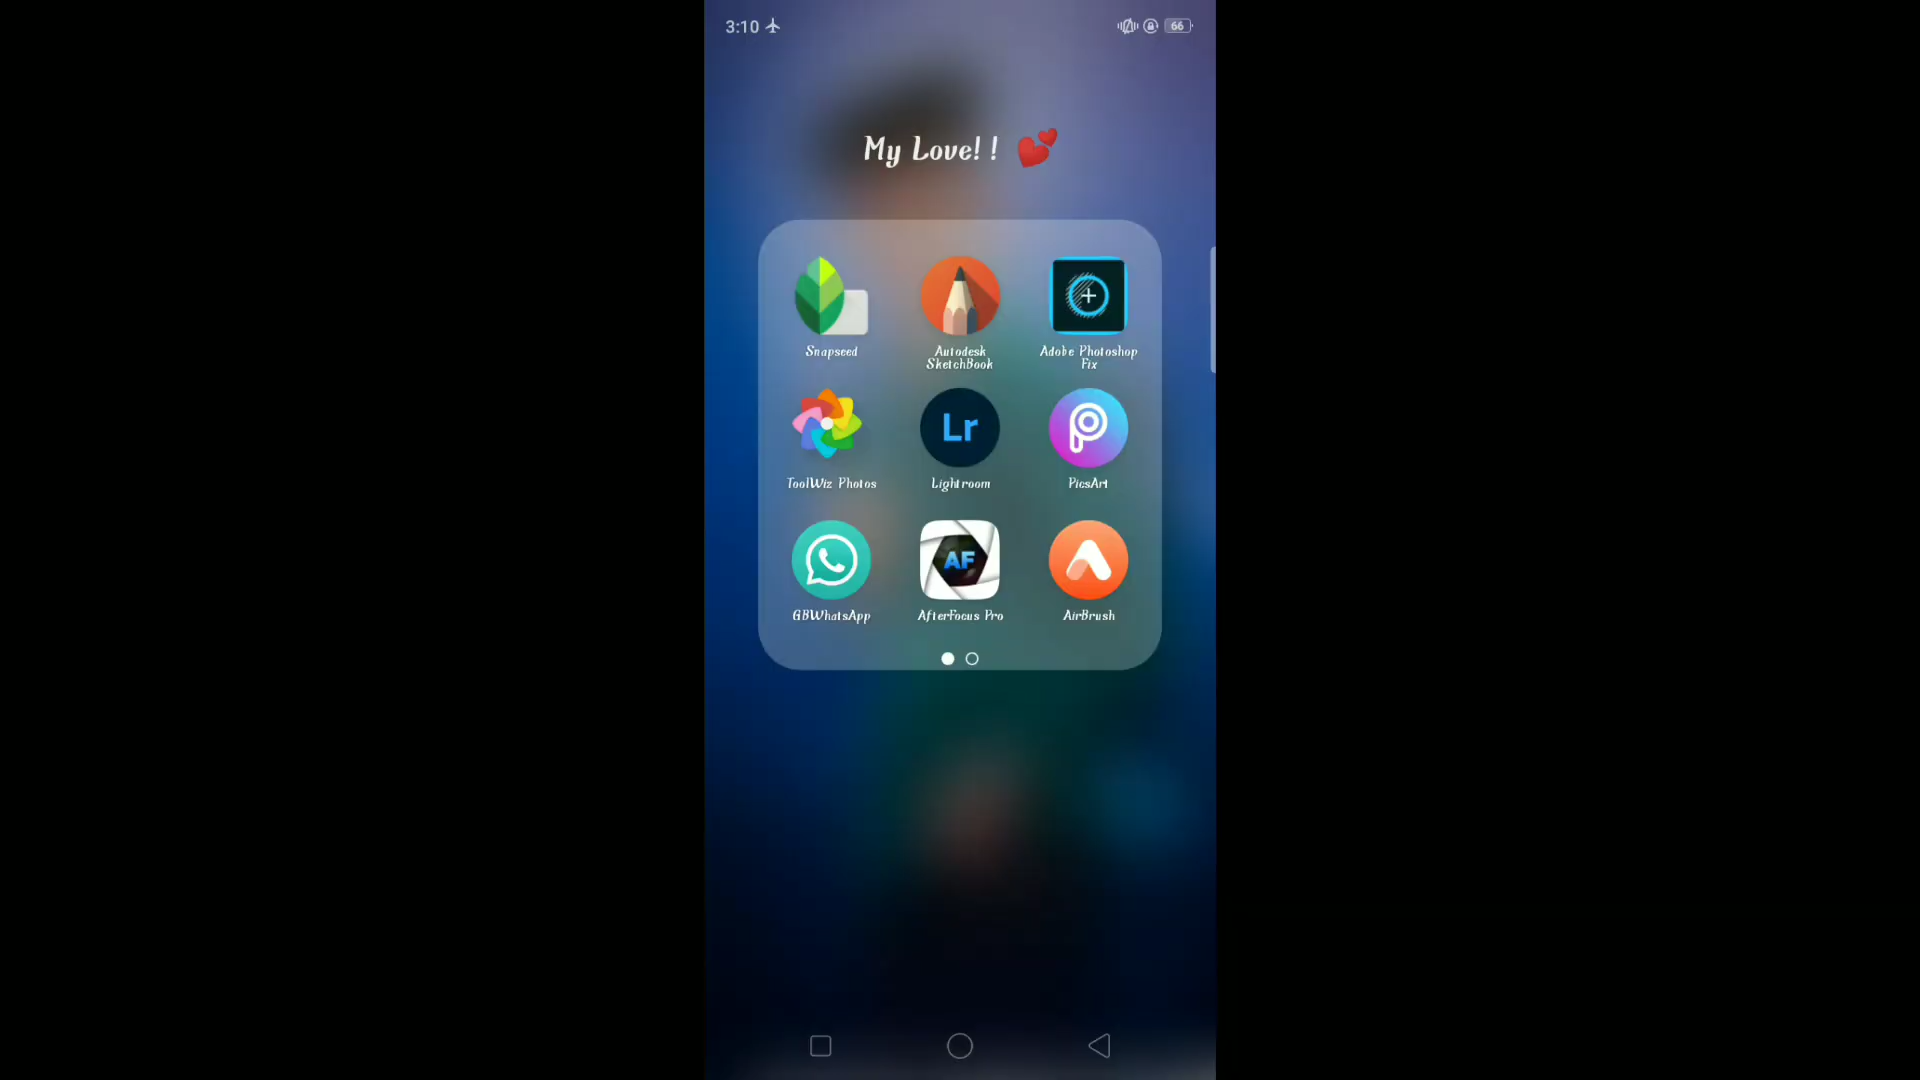 3:10
66
My Love!! 💕
Snapseed
Autodesk
SketchBook
Adobe Photoshop
Fix
ToolWiz Photos
Lr
Lightroom
PicsArt
GBWhatsApp
AF
AfterFocus Pro
AirBrush